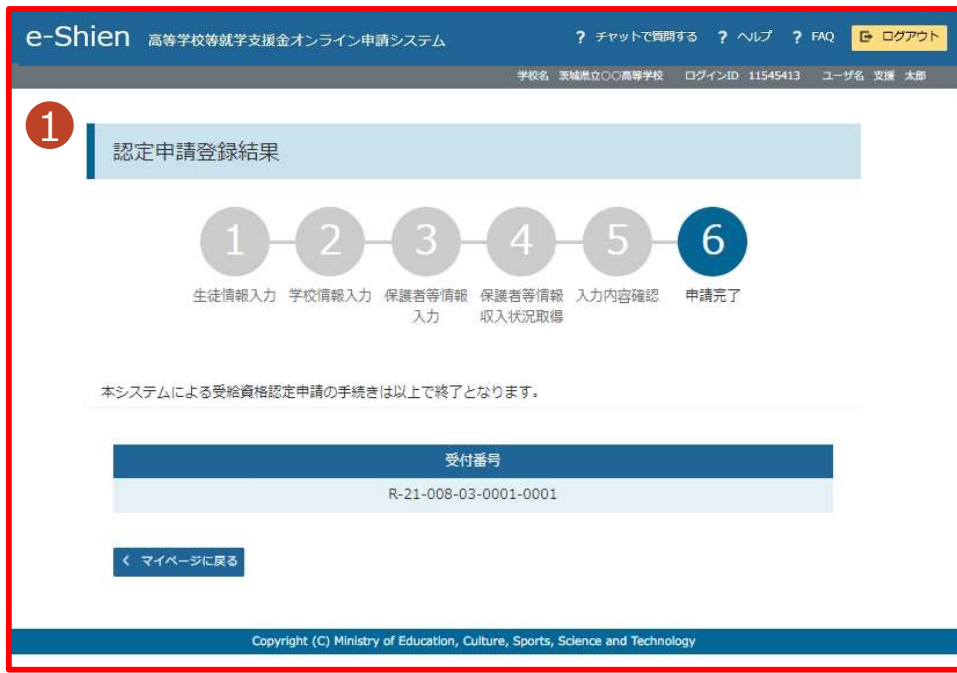 e-Shien 高等学校等就学支援金オンライン申請システム ? チャットで質問する ? ヘルプ ? FAQ ログアウト
学校名 茨城県立○○高等学校 ログインID 11545413 ユーザ名 支援 太郎
1
認定申請登録結果
1 2 3 4 5 6
生徒情報入力 学校情報入力 保護者等情報 保護者等情報 入力内容確認 申請完了
入力 収入状況取得
本システムによる受給資格認定申請の手続きは以上で終了となります。
受付番号
R-21-008-03-0001-0001
マイページに戻る
Copyright (C) Ministry of Education, Culture, Sports, Science and Technology